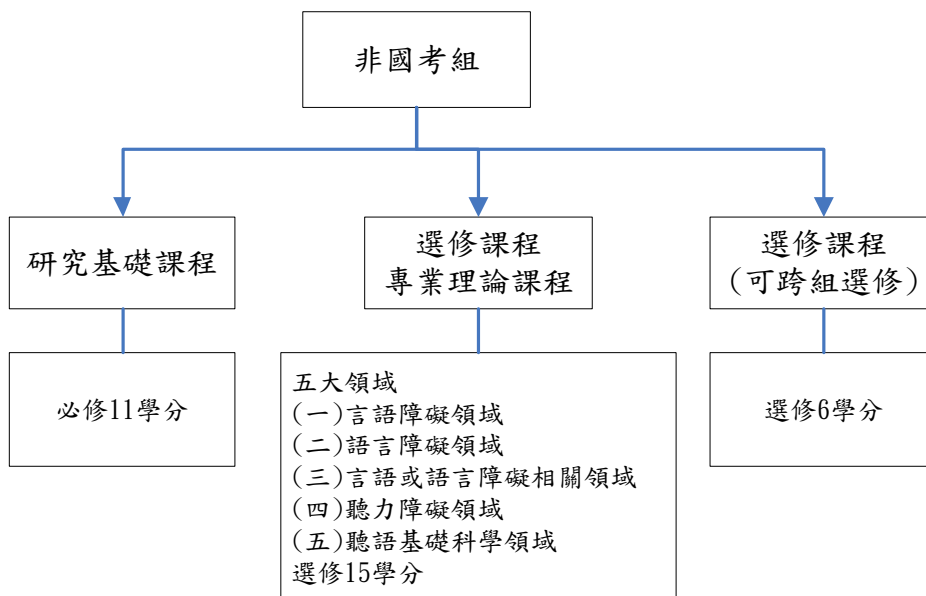 非國考組
研究基礎課程
選修課程
專業理論課程
選修課程
(可跨組選修)
必修11學分
五大領域
(一)言語障礙領域
(二)語言障礙領域
(三)言語或語言障礙相關領域
(四)聽力障礙領域
(五)聽語基礎科學領域
選修15學分
選修6學分